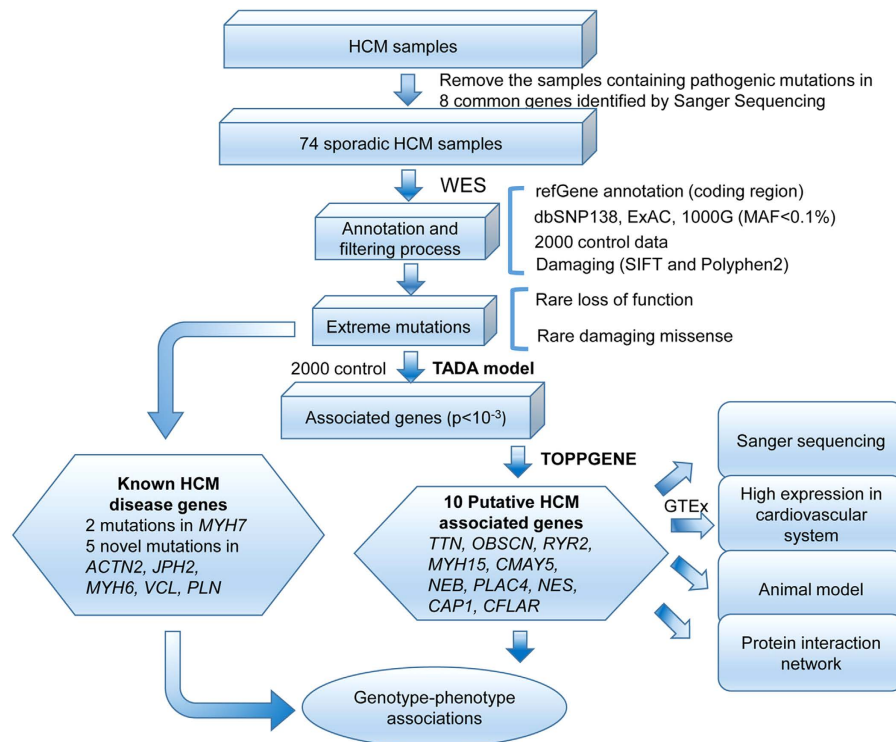 HCM samples
Remove the samples containing pathogenic mutations in
8 common genes identified by Sanger Sequencing
74 sporadic HCM samples
WES
refGene annotation (coding region)
dbSNP138, ExAC, 1000G (MAF<0.1%)
2000 control data
Damaging (SIFT and Polyphen2)
Annotation and
filtering process
Rare loss of function
Rare damaging missense
Extreme mutations
2000 control
TADA model
Associated genes (p<10⁻³)
TOPPGENE
Known HCM
disease genes
2 mutations in MYH7
5 novel mutations in
ACTN2, JPH2,
MYH6, VCL, PLN
10 Putative HCM
associated genes
TTN, OBSCN, RYR2,
MYH15, CMAY5,
NEB, PLAC4, NES,
CAP1, CFLAR
GTEx
Sanger sequencing
High expression in
cardiovascular
system
Animal model
Protein interaction
network
Genotype-phenotype
associations